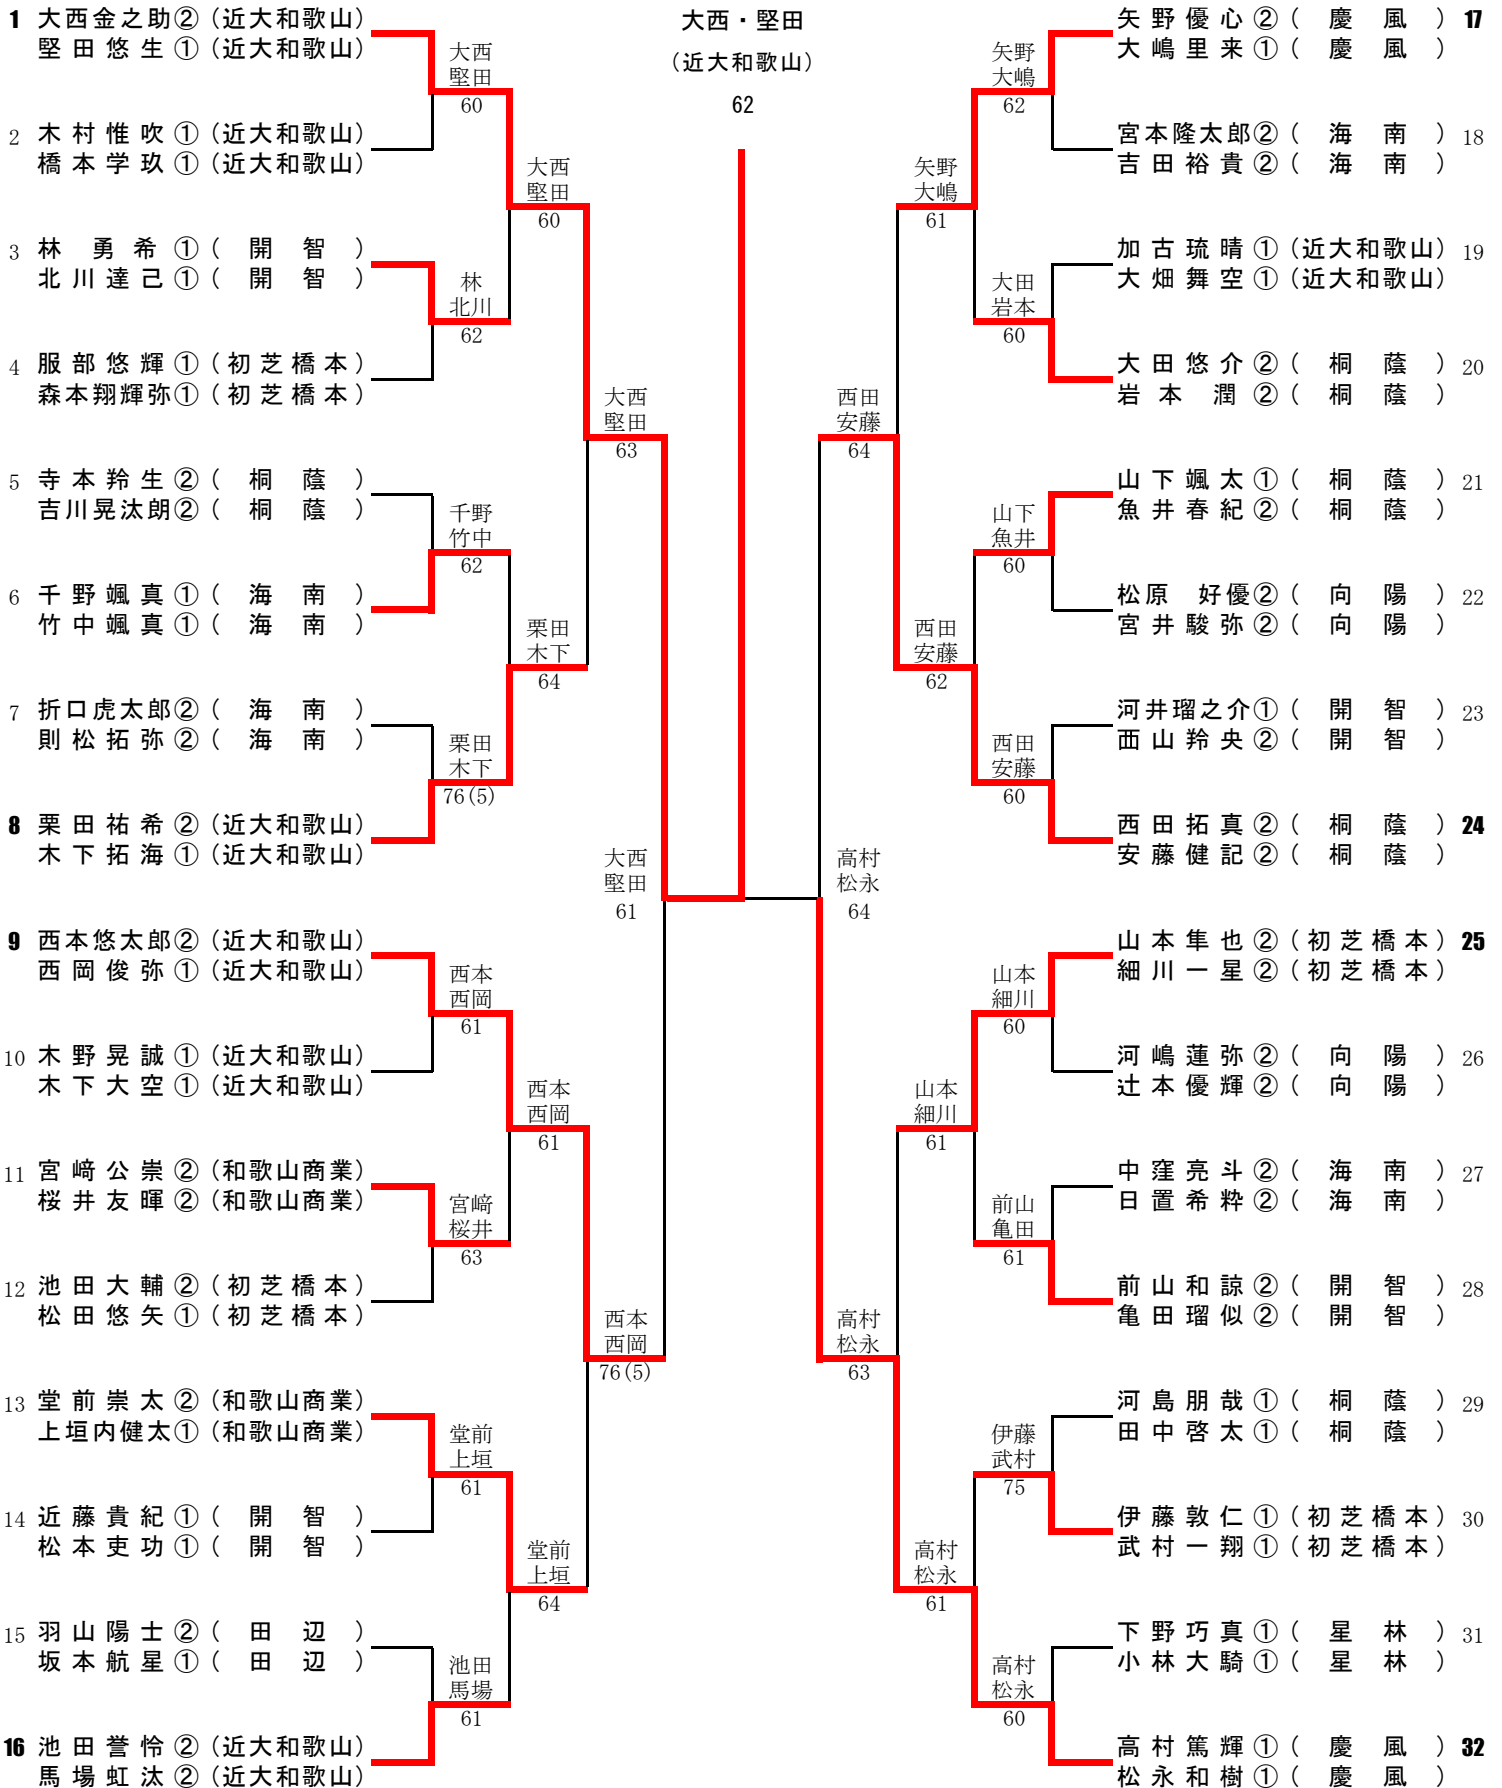 大西・堅田
(近大和歌山)
62
1 大西金之助② (近大和歌山)
堅田悠生① (近大和歌山)
2 木村惟吹① (近大和歌山)
橋本学玖① (近大和歌山)
3 林 勇希① (開智)
北川達己① (開智)
4 服部悠輝① (初芝橋本)
森本翔輝弥① (初芝橋本)
5 寺本羚生② (桐蔭)
吉川晃汰朗② (桐蔭)
6 千野颯真① (海南)
竹中颯真① (海南)
7 折口虎太郎② (海南)
則松拓弥② (海南)
8 栗田祐希② (近大和歌山)
木下拓海① (近大和歌山)
9 西本悠太郎② (近大和歌山)
西岡俊弥① (近大和歌山)
10 木野晃誠① (近大和歌山)
木下大空① (近大和歌山)
11 宮﨑公崇② (和歌山商業)
桜井友暉② (和歌山商業)
12 池田大輔② (初芝橋本)
松田悠矢① (初芝橋本)
13 堂前崇太② (和歌山商業)
上垣内健太① (和歌山商業)
14 近藤貴紀① (開智)
松本吏功① (開智)
15 羽山陽士② (田辺)
坂本航星① (田辺)
16 池田誉怜② (近大和歌山)
馬場虹汰② (近大和歌山)
大西
堅田
60
林
北川
62
千野
竹中
62
栗田
木下
76(5)
西本
西岡
61
宮﨑
桜井
63
堂前
上垣
61
池田
馬場
61
大西
堅田
60
栗田
木下
64
西本
西岡
61
堂前
上垣
64
大西
堅田
63
西本
西岡
76(5)
大西
堅田
61
高村
松永
64
西田
安藤
64
高村
松永
63
矢野
大嶋
61
西田
安藤
62
山本
細川
61
高村
松永
61
矢野
大嶋
62
大田
岩本
60
山下
魚井
60
西田
安藤
60
山本
細川
60
前山
亀田
61
伊藤
武村
75
高村
松永
60
矢野優心② (慶風) 17
大嶋里来① (慶風)
宮本隆太郎② (海南) 18
吉田裕貴② (海南)
加古琉晴① (近大和歌山) 19
大畑舞空① (近大和歌山)
大田悠介② (桐蔭) 20
岩本 潤② (桐蔭)
山下颯太① (桐蔭) 21
魚井春紀② (桐蔭)
松原 好優② (向陽) 22
宮井駿弥② (向陽)
河井瑠之介① (開智) 23
西山羚央② (開智)
西田拓真② (桐蔭) 24
安藤健記② (桐蔭)
山本隼也② (初芝橋本) 25
細川一星② (初芝橋本)
河嶋蓮弥② (向陽) 26
辻本優輝② (向陽)
中窪亮斗② (海南) 27
日置希粋② (海南)
前山和諒② (開智) 28
亀田瑠似② (開智)
河島朋哉① (桐蔭) 29
田中啓太① (桐蔭)
伊藤敦仁① (初芝橋本) 30
武村一翔① (初芝橋本)
下野巧真① (星林) 31
小林大騎① (星林)
高村篤輝① (慶風) 32
松永和樹① (慶風)